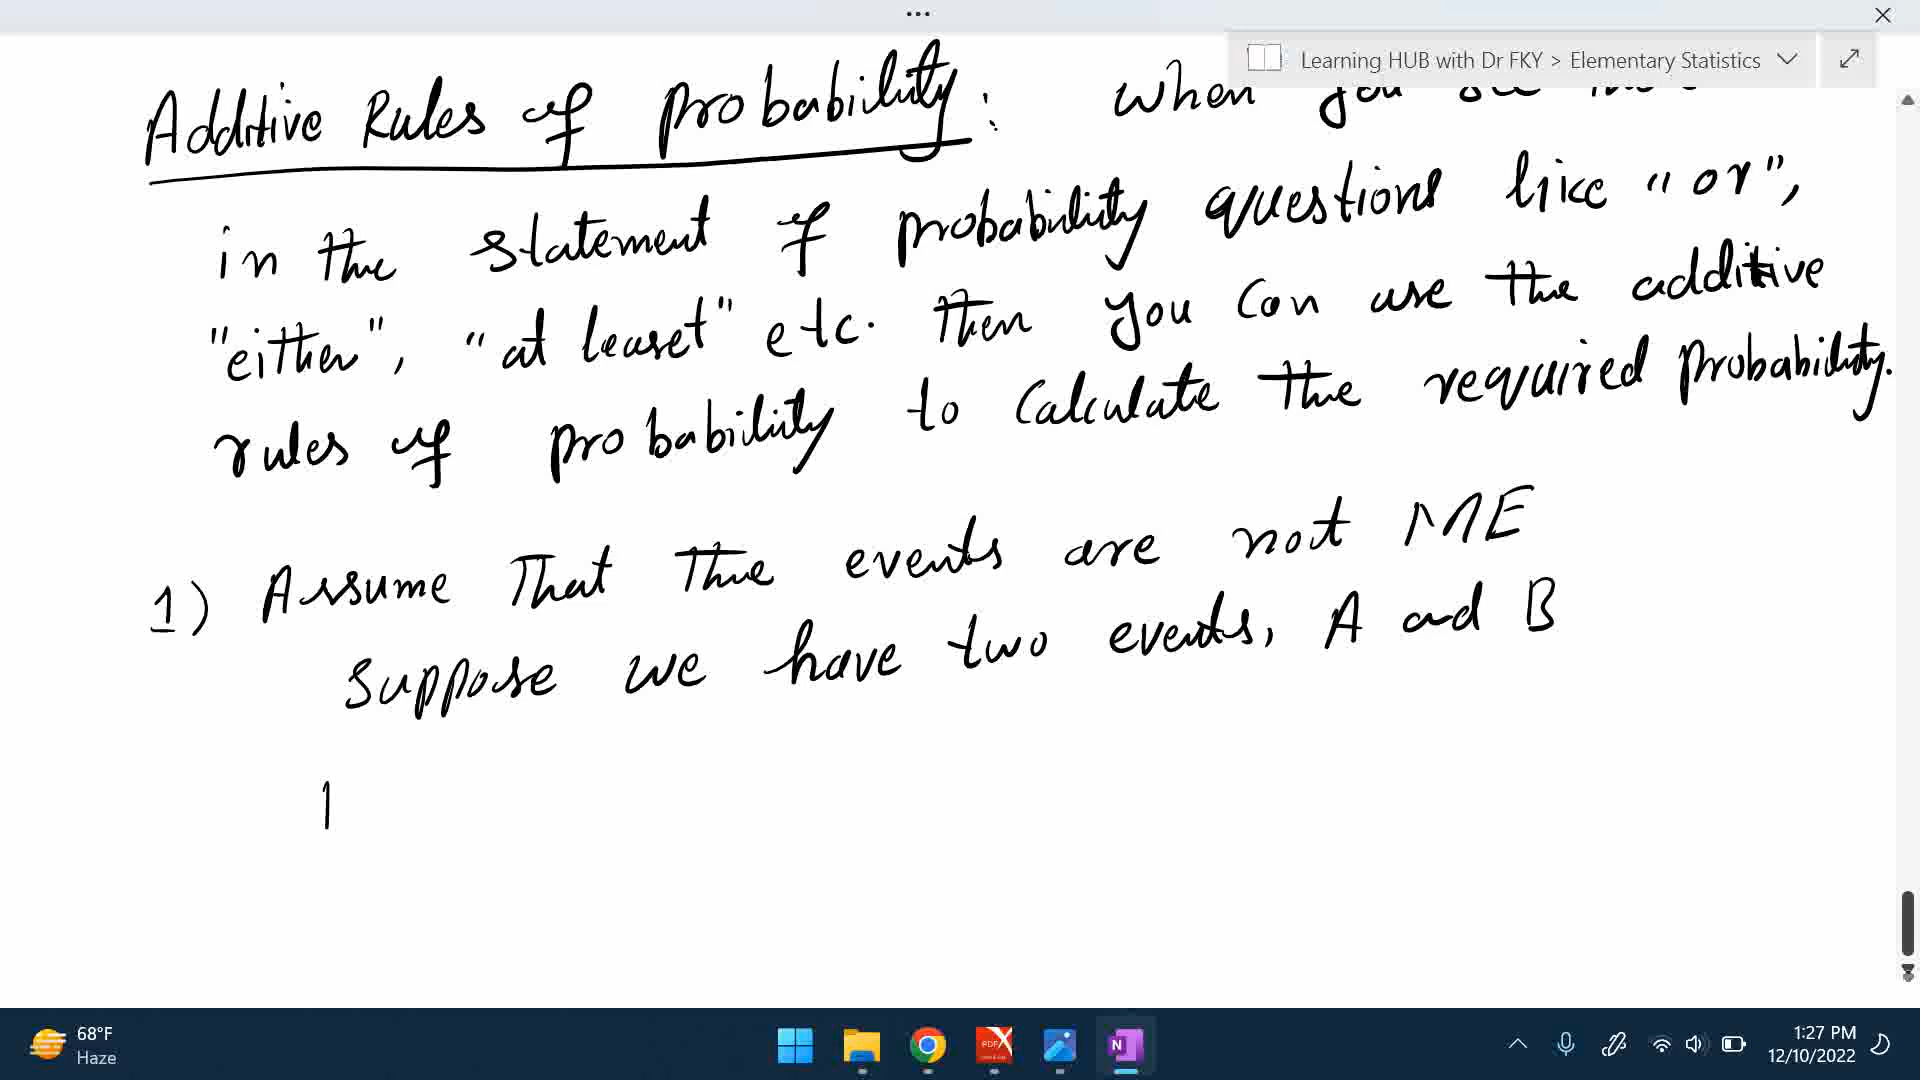 ...
Learning HUB with Dr FKY > Elementary Statistics
Additive Rules of probability: When you see
in the statement of probability questions like "or",
"either", "at leaset" etc. Then you can use the additive
rules of probability to calculate the required probability.
1) Assume That the events are not ME
Suppose we have two events, A and B
68°F
Haze
1:27 PM
12/10/2022